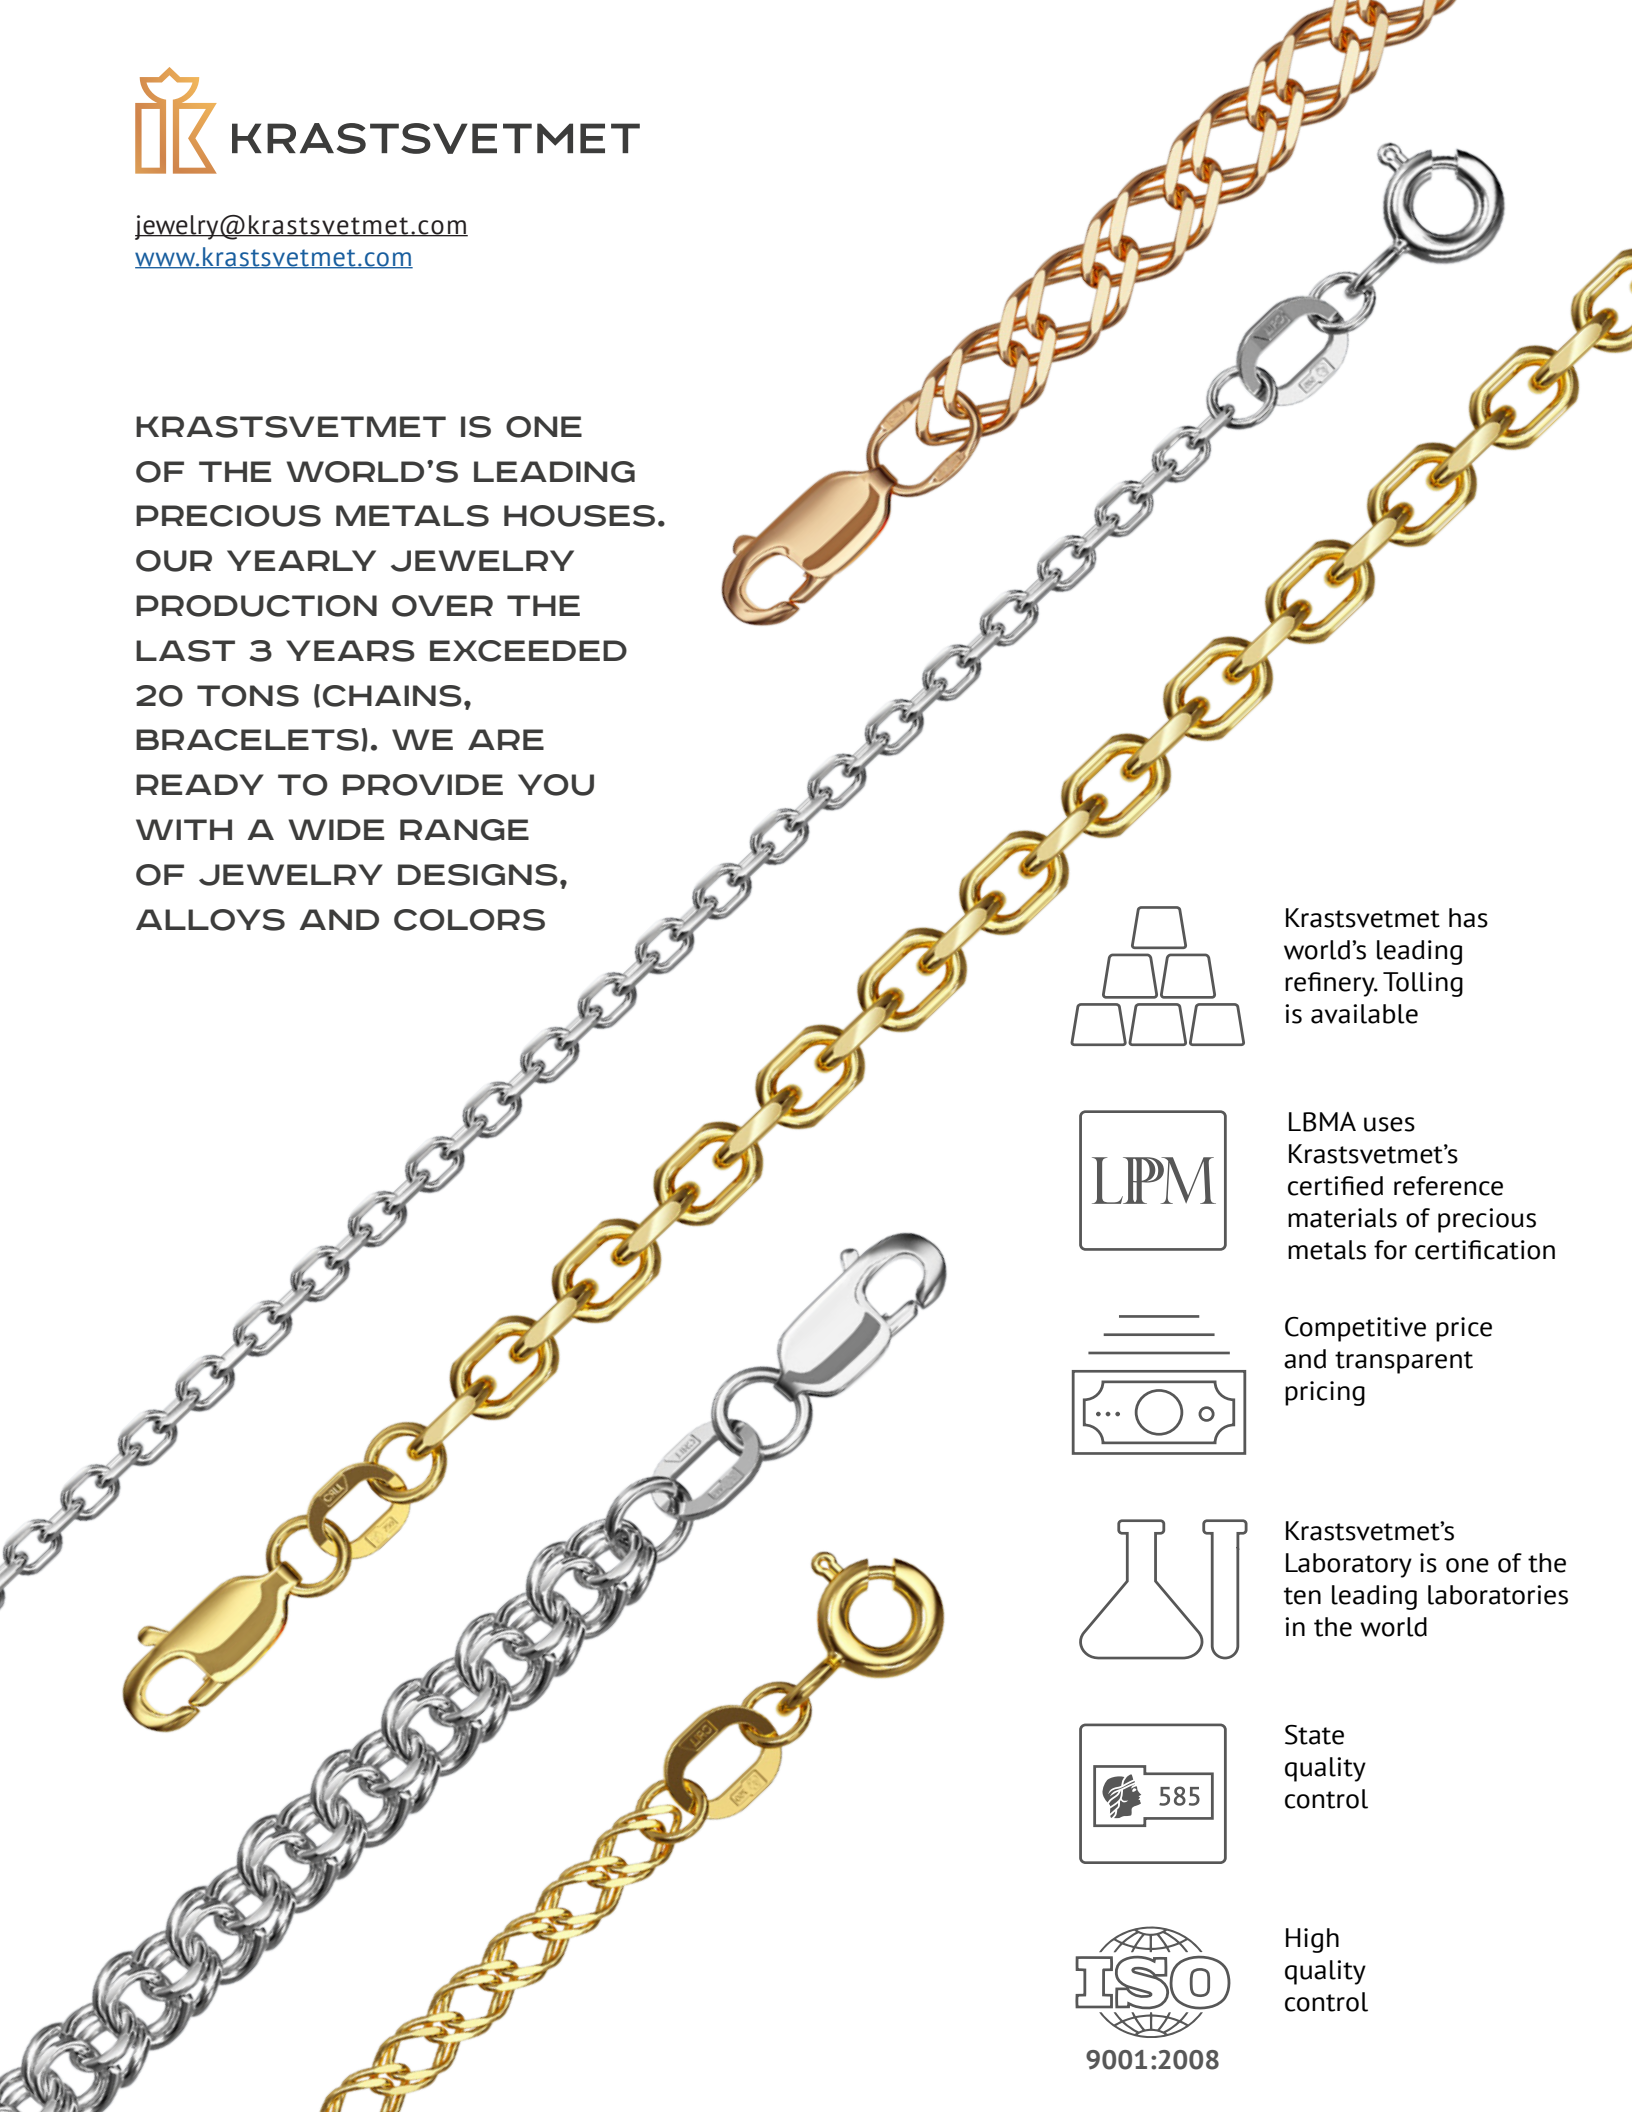 KRASTSVETMET
jewelry@krastsvetmet.com
www.krastsvetmet.com
KRASTSVETMET IS ONE
OF THE WORLD’S LEADING
PRECIOUS METALS HOUSES.
OUR YEARLY JEWELRY
PRODUCTION OVER THE
LAST 3 YEARS EXCEEDED
20 TONS (CHAINS,
BRACELETS). WE ARE
READY TO PROVIDE YOU
WITH A WIDE RANGE
OF JEWELRY DESIGNS,
ALLOYS AND COLORS
Krastsvetmet has
world’s leading
refinery. Tolling
is available
LPPM
LBMA uses
Krastsvetmet’s
certified reference
materials of precious
metals for certification
Competitive price
and transparent
pricing
Krastsvetmet’s
Laboratory is one of the
ten leading laboratories
in the world
585
State
quality
control
ISO
9001:2008
High
quality
control